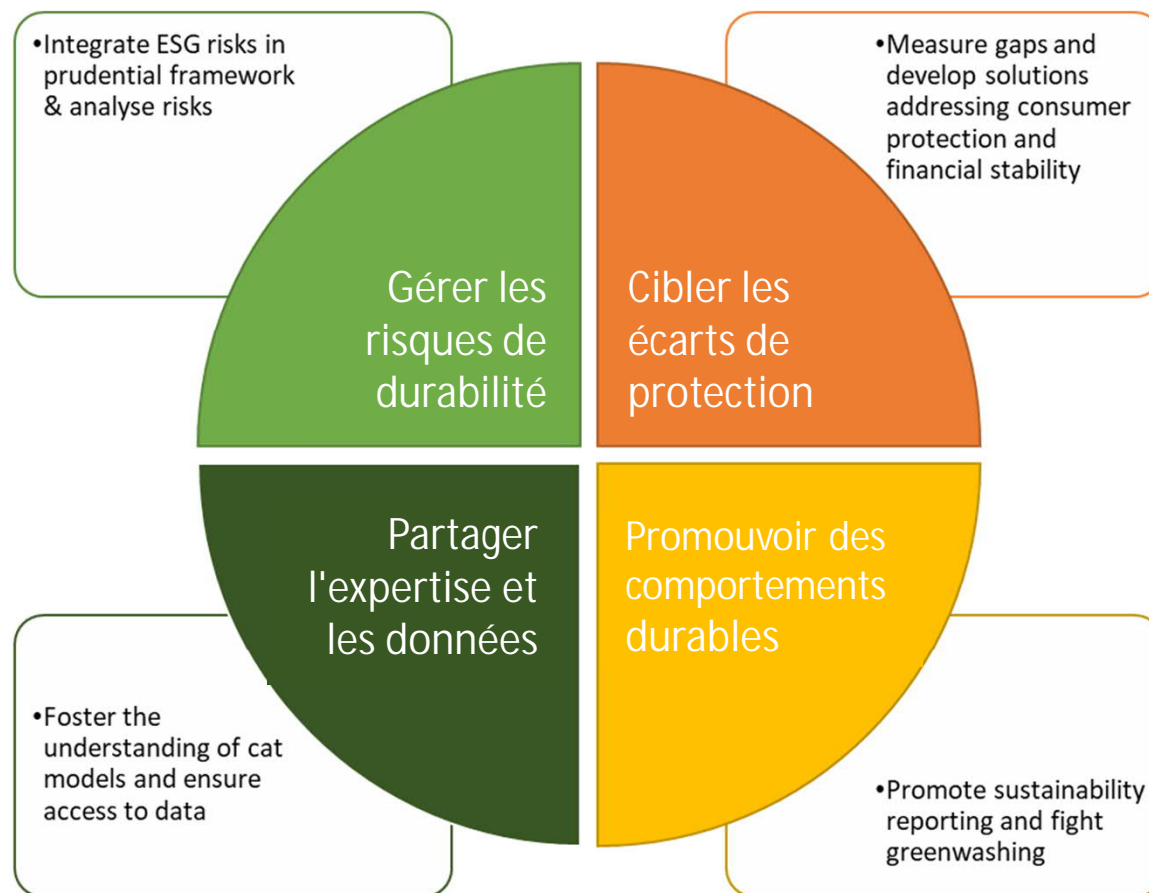 •Integrate ESG risks in
prudential framework
& analyse risks
•Measure gaps and
develop solutions
addressing consumer
protection and
financial stability
Gérer les
risques de
durabilité
Cibler les
écarts de
protection
Partager
l'expertise et
les données
Promouvoir des
comportements
durables
•Foster the
understanding of cat
models and ensure
access to data
•Promote sustainability
reporting and fight
greenwashing